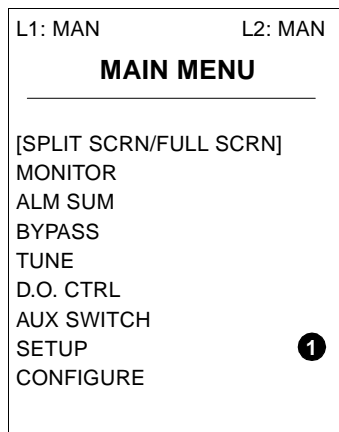 L1: MAN L2: MAN
MAIN MENU
[SPLIT SCRN/FULL SCRN]
MONITOR
ALM SUM
BYPASS
TUNE
D.O. CTRL
AUX SWITCH
SETUP 1
CONFIGURE